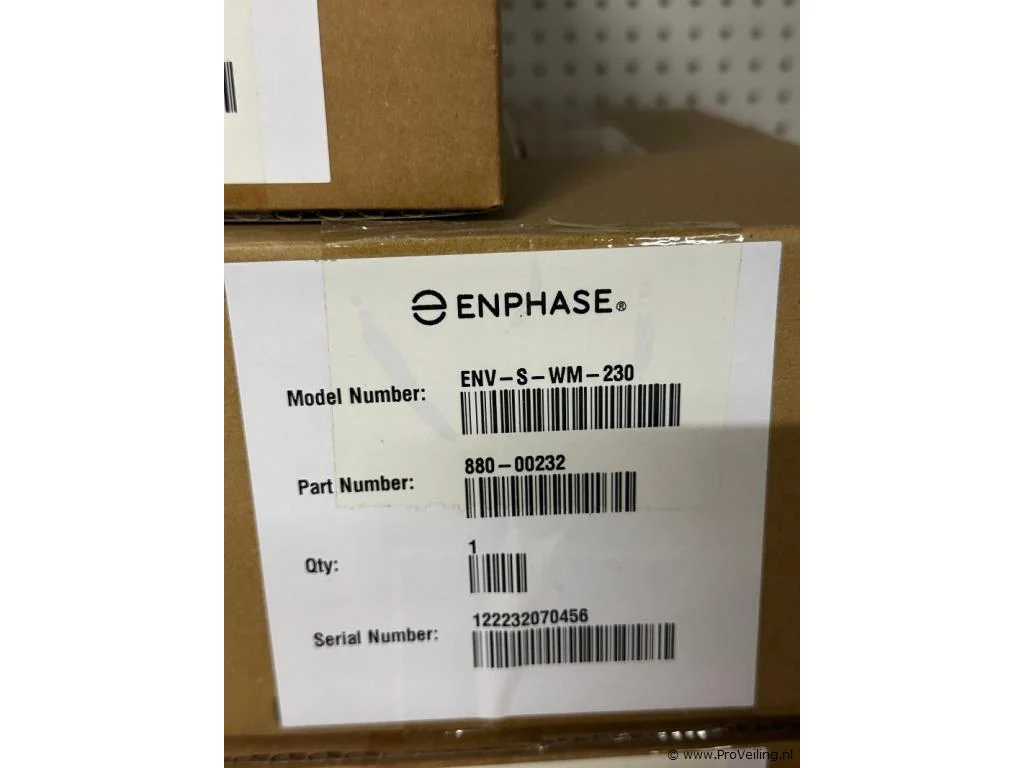 ENPHASE®
Model Number: ENV-S-WM-230
Part Number: 880-00232
Qty: 1
Serial Number: 122232070456
© www.ProVeiling.nl